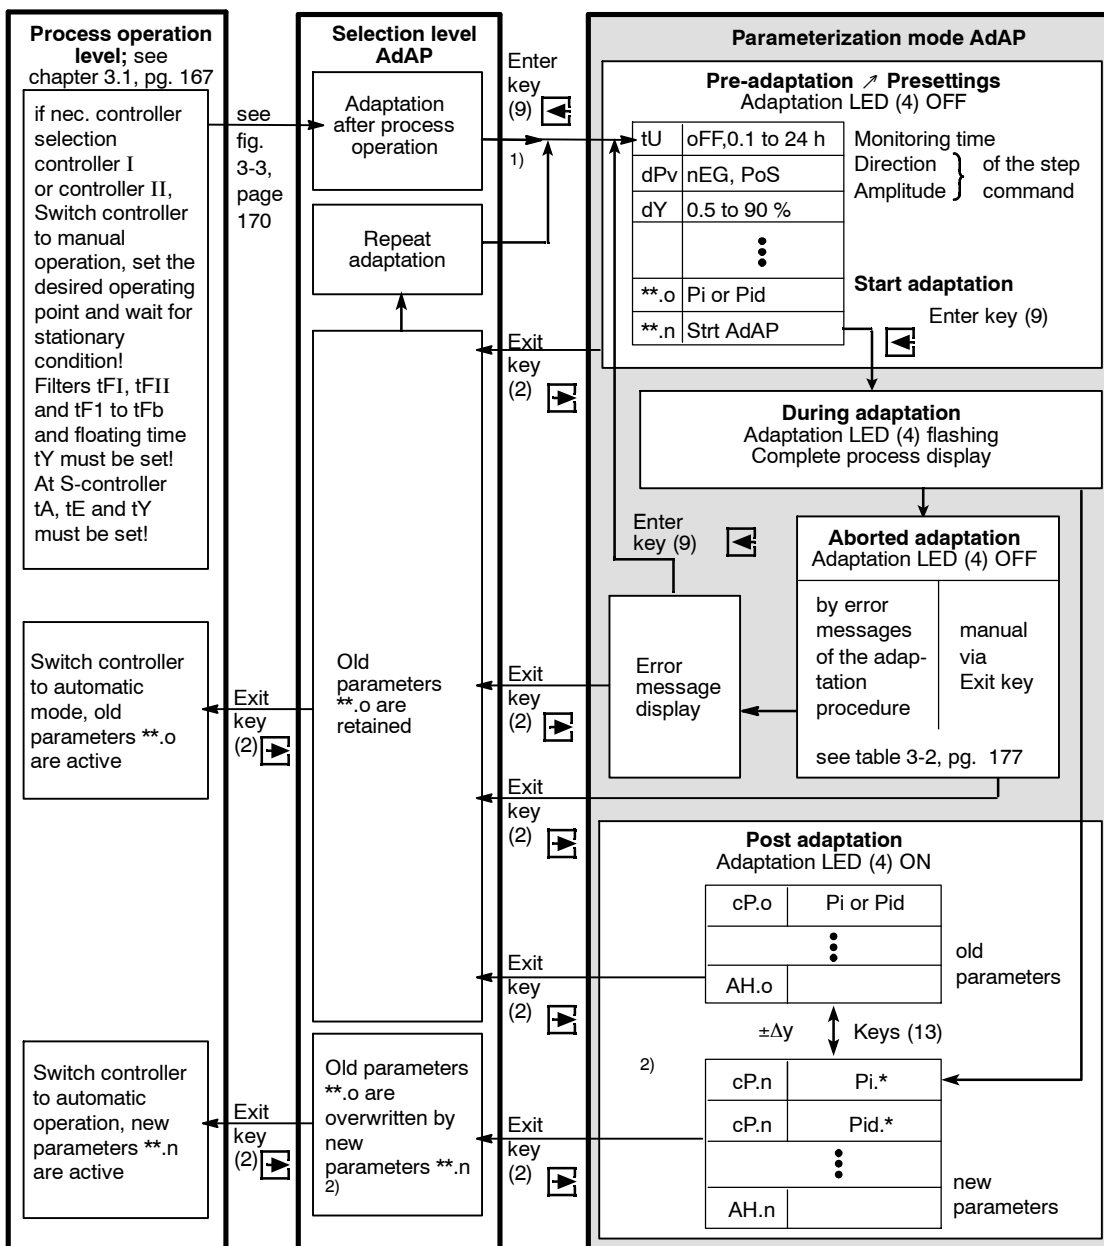 Process operation
level; see
chapter 3.1, pg. 167
if nec. controller
selection
controller I
or controller II,
Switch controller
to manual
operation, set the
desired operating
point and wait for
stationary
condition!
Filters tFI, tFII
and tF1 to tFb
and floating time
tY must be set!
At S-controller
tA, tE and tY
must be set!
see
fig.
3-3,
page
170
Switch controller
to automatic
mode, old
parameters **.o
are active
Exit
key
(2)
Switch controller
to automatic
operation, new
parameters **.n
are active
Exit
key
(2)
Selection level
AdAP
Adaptation
after process
operation
Repeat
adaptation
Old
parameters
**.o are
retained
Old parameters
**.o are
overwritten by
new
parameters **.n
2)
Enter
key
(9)
1)
Exit
key
(2)
Exit
key
(2)
Exit
key
(2)
Exit
key
(2)
Exit
key
(2)
Parameterization mode AdAP
Pre-adaptation ↗ Presettings
Adaptation LED (4) OFF
tU oFF,0.1 to 24 h Monitoring time
dPv nEG, PoS Direction
dY 0.5 to 90 % Amplitude
of the step
command
**.o Pi or Pid
**.n Strt AdAP
Start adaptation
Enter key (9)
During adaptation
Adaptation LED (4) flashing
Complete process display
Enter
key (9)
Aborted adaptation
Adaptation LED (4) OFF
by error
messages
of the adap-
tation
procedure
manual
via
Exit key
see table 3-2, pg. 177
Error
message
display
Post adaptation
Adaptation LED (4) ON
cP.o Pi or Pid
AH.o
old
parameters
±Δy Keys (13)
2)
cP.n Pi.*
cP.n Pid.*
AH.n
new
parameters